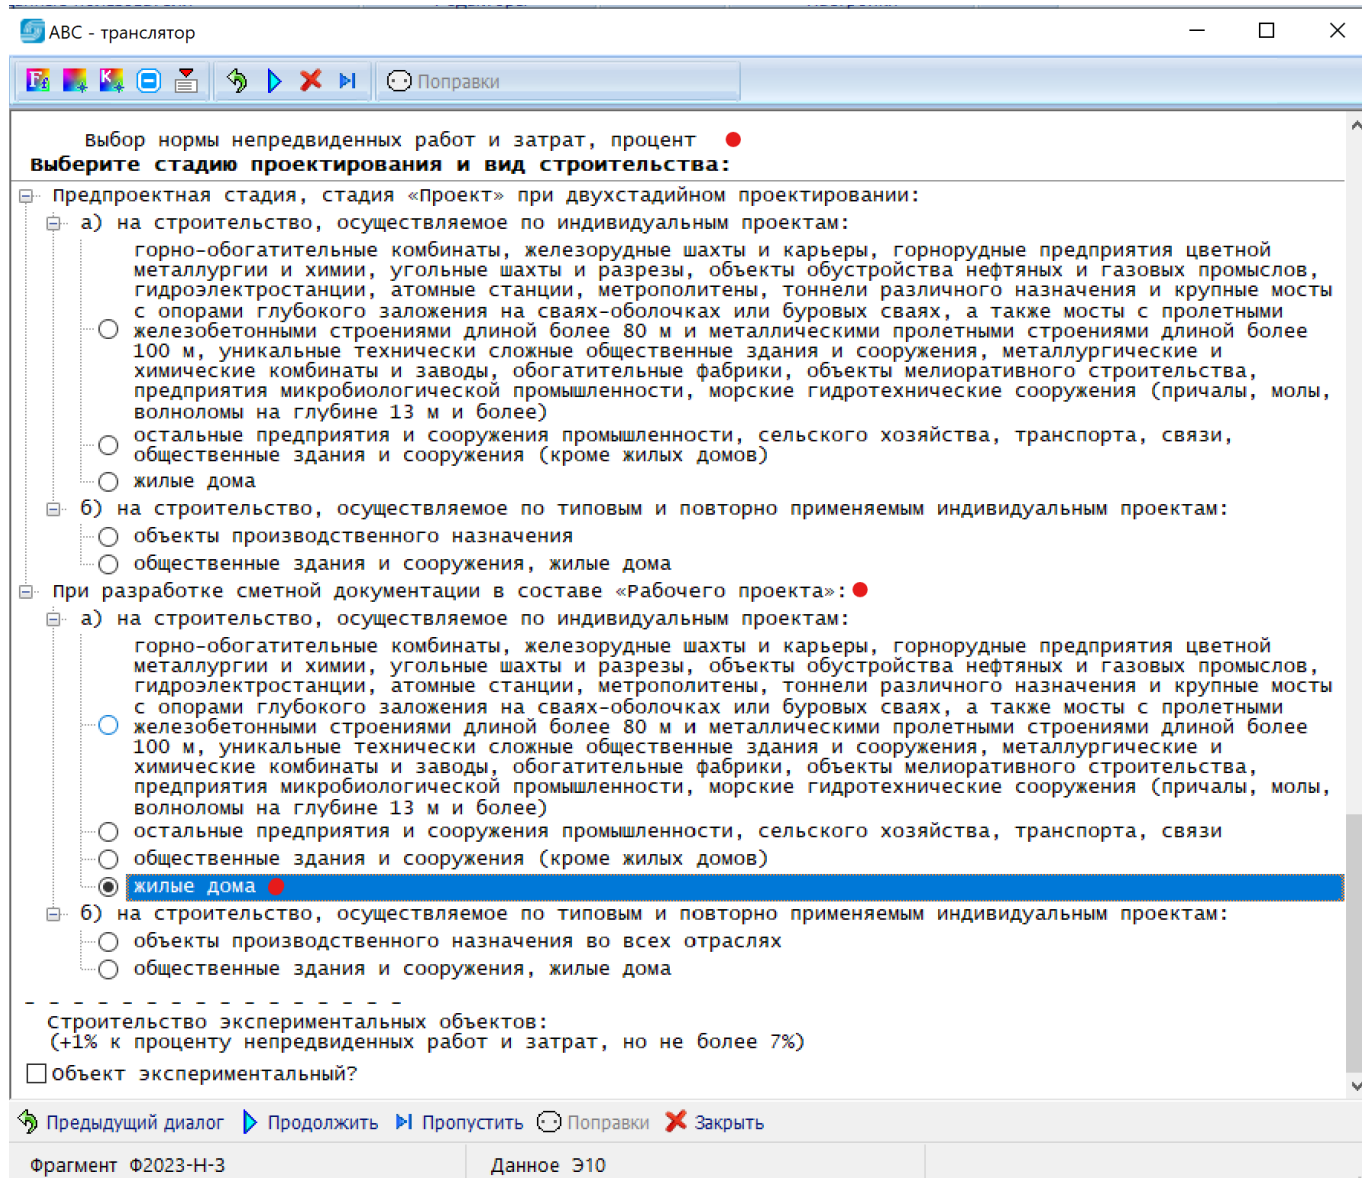 ABC - транслятор
Поправки
Выбор нормы непредвиденных работ и затрат, процент
Выберите стадию проектирования и вид строительства:
Предпроектная стадия, стадия «Проект» при двухстадийном проектировании:
а) на строительство, осуществляемое по индивидуальным проектам:
горно-обогатительные комбинаты, железорудные шахты и карьеры, горнорудные предприятия цветной
металлургии и химии, угольные шахты и разрезы, объекты обустройства нефтяных и газовых промыслов,
гидроэлектростанции, атомные станции, метрополитены, тоннели различного назначения и крупные мосты
с опорами глубокого заложения на сваях-оболочках или буровых сваях, а также мосты с пролетными
железобетонными строениями длиной более 80 м и металлическими пролетными строениями длиной более
100 м, уникальные технически сложные общественные здания и сооружения, металлургические и
химические комбинаты и заводы, обогатительные фабрики, объекты мелиоративного строительства,
предприятия микробиологической промышленности, морские гидротехнические сооружения (причалы, молы,
волноломы на глубине 13 м и более)
остальные предприятия и сооружения промышленности, сельского хозяйства, транспорта, связи,
общественные здания и сооружения (кроме жилых домов)
жилые дома
б) на строительство, осуществляемое по типовым и повторно применяемым индивидуальным проектам:
объекты производственного назначения
общественные здания и сооружения, жилые дома
При разработке сметной документации в составе «Рабочего проекта»:
а) на строительство, осуществляемое по индивидуальным проектам:
горно-обогатительные комбинаты, железорудные шахты и карьеры, горнорудные предприятия цветной
металлургии и химии, угольные шахты и разрезы, объекты обустройства нефтяных и газовых промыслов,
гидроэлектростанции, атомные станции, метрополитены, тоннели различного назначения и крупные мосты
с опорами глубокого заложения на сваях-оболочках или буровых сваях, а также мосты с пролетными
железобетонными строениями длиной более 80 м и металлическими пролетными строениями длиной более
100 м, уникальные технически сложные общественные здания и сооружения, металлургические и
химические комбинаты и заводы, обогатительные фабрики, объекты мелиоративного строительства,
предприятия микробиологической промышленности, морские гидротехнические сооружения (причалы, молы,
волноломы на глубине 13 м и более)
остальные предприятия и сооружения промышленности, сельского хозяйства, транспорта, связи
общественные здания и сооружения (кроме жилых домов)
жилые дома
б) на строительство, осуществляемое по типовым и повторно применяемым индивидуальным проектам:
объекты производственного назначения во всех отраслях
общественные здания и сооружения, жилые дома
- - - - - - - - - - - - - - - -
Строительство экспериментальных объектов:
(+1% к проценту непредвиденных работ и затрат, но не более 7%)
Объект экспериментальный?
Предыдущий диалог Продолжить Пропустить Поправки Закрыть
Фрагмент Ф2023-Н-3 Данное Э10